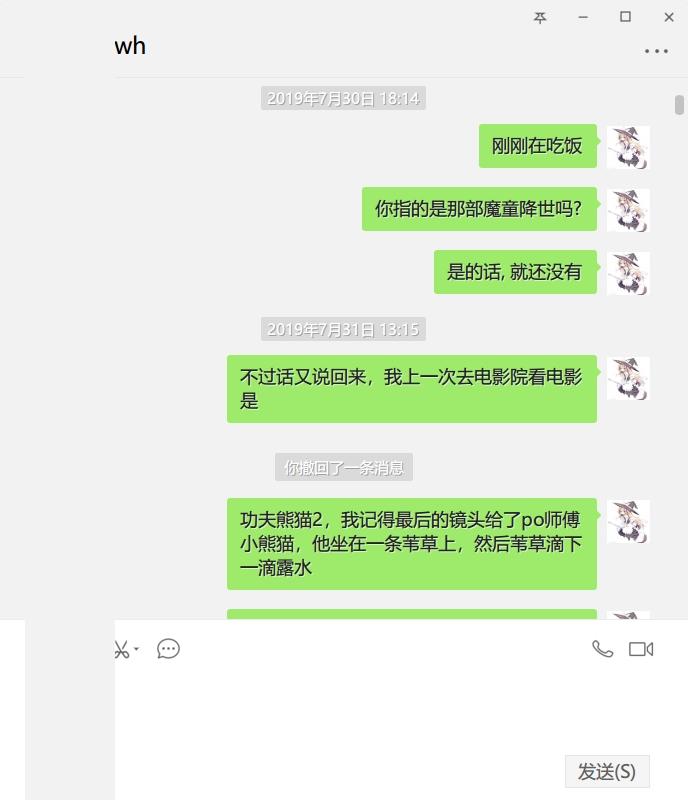 wh
2019年7月30日 18:14
刚刚在吃饭
你指的是那部魔童降世吗?
是的话, 就还没有
2019年7月31日 13:15
不过话又说回来，我上一次去电影院看电影
是
你撤回了一条消息
功夫熊猫2，我记得最后的镜头给了po师傅
小熊猫，他坐在一条苇草上，然后苇草滴下
一滴露水
发送(S)